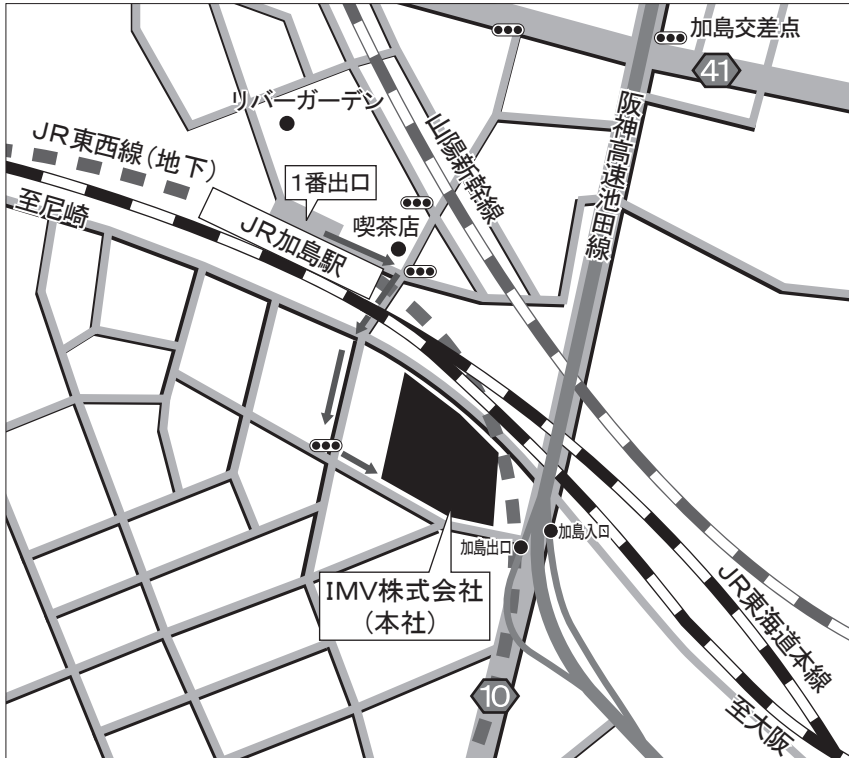 加島交差点
41
リバーガーデン
山陽新幹線
阪神高速池田線
JR東西線(地下)
1番出口
至尼崎
JR加島駅
喫茶店
加島出口
加島入口
IMV株式会社
(本社)
JR東海道本線
10
至大阪